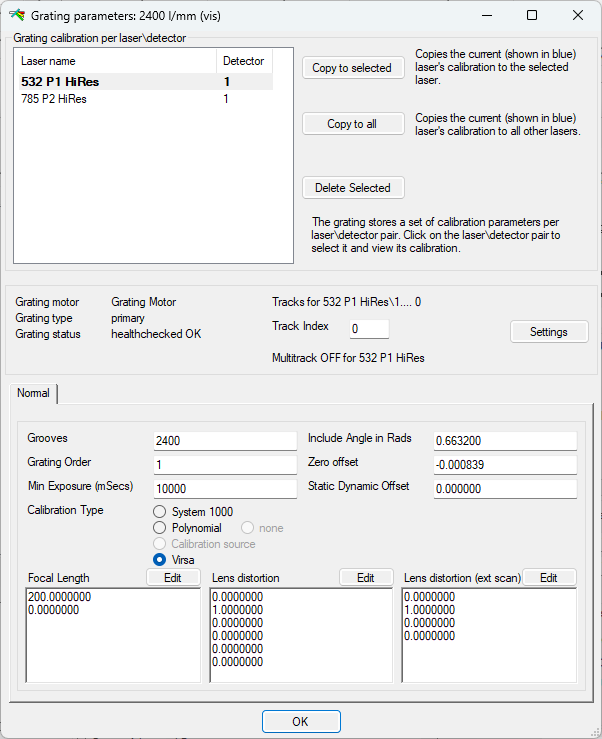 Grating parameters: 2400 l/mm (vis)
Grating calibration per laser\detector
Laser name Detector
532 P1 HiRes 1
785 P2 HiRes 1
Copy to selected
Copies the current (shown in blue)
laser's calibration to the selected
laser.
Copy to all
Copies the current (shown in blue)
laser's calibration to all other lasers.
Delete Selected
The grating stores a set of calibration parameters per
laser\detector pair. Click on the laser\detector pair to
select it and view its calibration.
Grating motor Grating Motor
Grating type primary
Grating status healthchecked OK
Tracks for 532 P1 HiRes\1.... 0
Track Index 0
Multitrack OFF for 532 P1 HiRes
Settings
Normal
Grooves 2400 Include Angle in Rads 0.663200
Grating Order 1 Zero offset -0.000839
Min Exposure (mSecs) 10000 Static Dynamic Offset 0.000000
Calibration Type System 1000
Polynomial none
Calibration source
Virsa
Focal Length Edit
200.0000000
0.0000000
Lens distortion Edit
0.0000000
1.0000000
0.0000000
0.0000000
0.0000000
0.0000000
Lens distortion (ext scan) Edit
0.0000000
1.0000000
0.0000000
0.0000000
OK